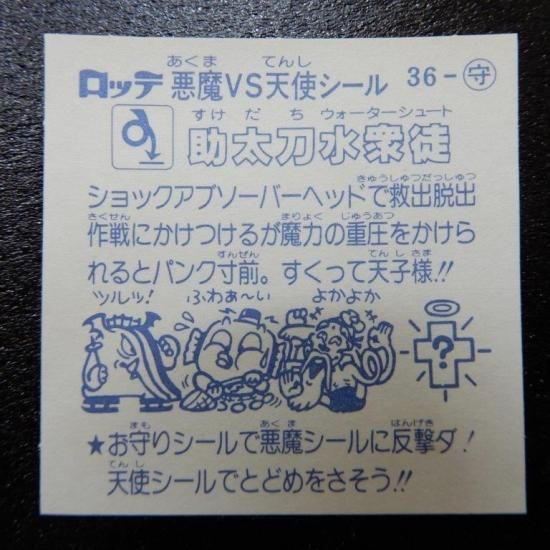 あくま てんし
ロッテ 悪魔VS天使シール 36-守
すけだち ウォーターシュート
助太刀水衆徒
きゅうしゅつだっしゅつ
ショックアブソーバーヘッドで救出脱出
さくせん まりょく じゅうあつ
作戦にかけつけるが魔力の重圧をかけら
すんぜん てんしさま
れるとパンク寸前。すくって天子様!!
ツルッ! ふわぁ〜い よかよか
?
まも あくま はんげき
★お守りシールで悪魔シールに反撃ダ!
てんし
天使シールでとどめをさそう!!